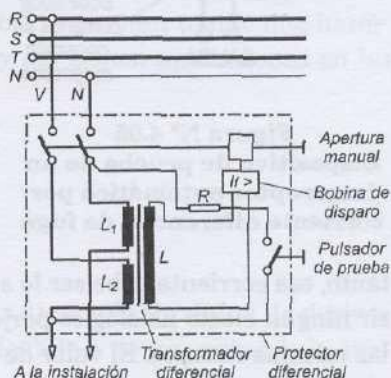 R
S
T
N
V N
Apertura
manual
If >
Bobina de
disparo
R
L1 L
Pulsador
de prueba
L2
A la instalación
Transformador
diferencial
Protector
diferencial